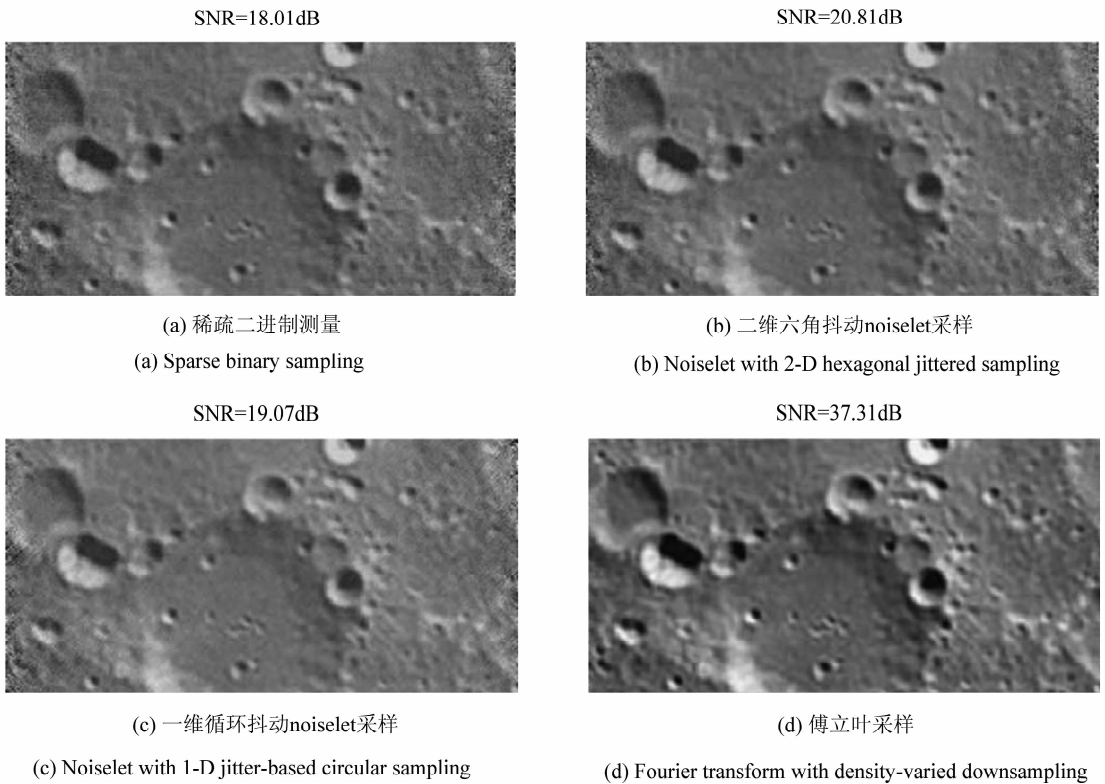 SNR=18.01dB
SNR=20.81dB
(a) 稀疏二进制测量
(b) 二维六角抖动noiselet采样
(a) Sparse binary sampling
(b) Noiselet with 2-D hexagonal jittered sampling
SNR=19.07dB
SNR=37.31dB
(c) 一维循环抖动noiselet采样
(d) 傅立叶采样
(c) Noiselet with 1-D jitter-based circular sampling
(d) Fourier transform with density-varied downsampling